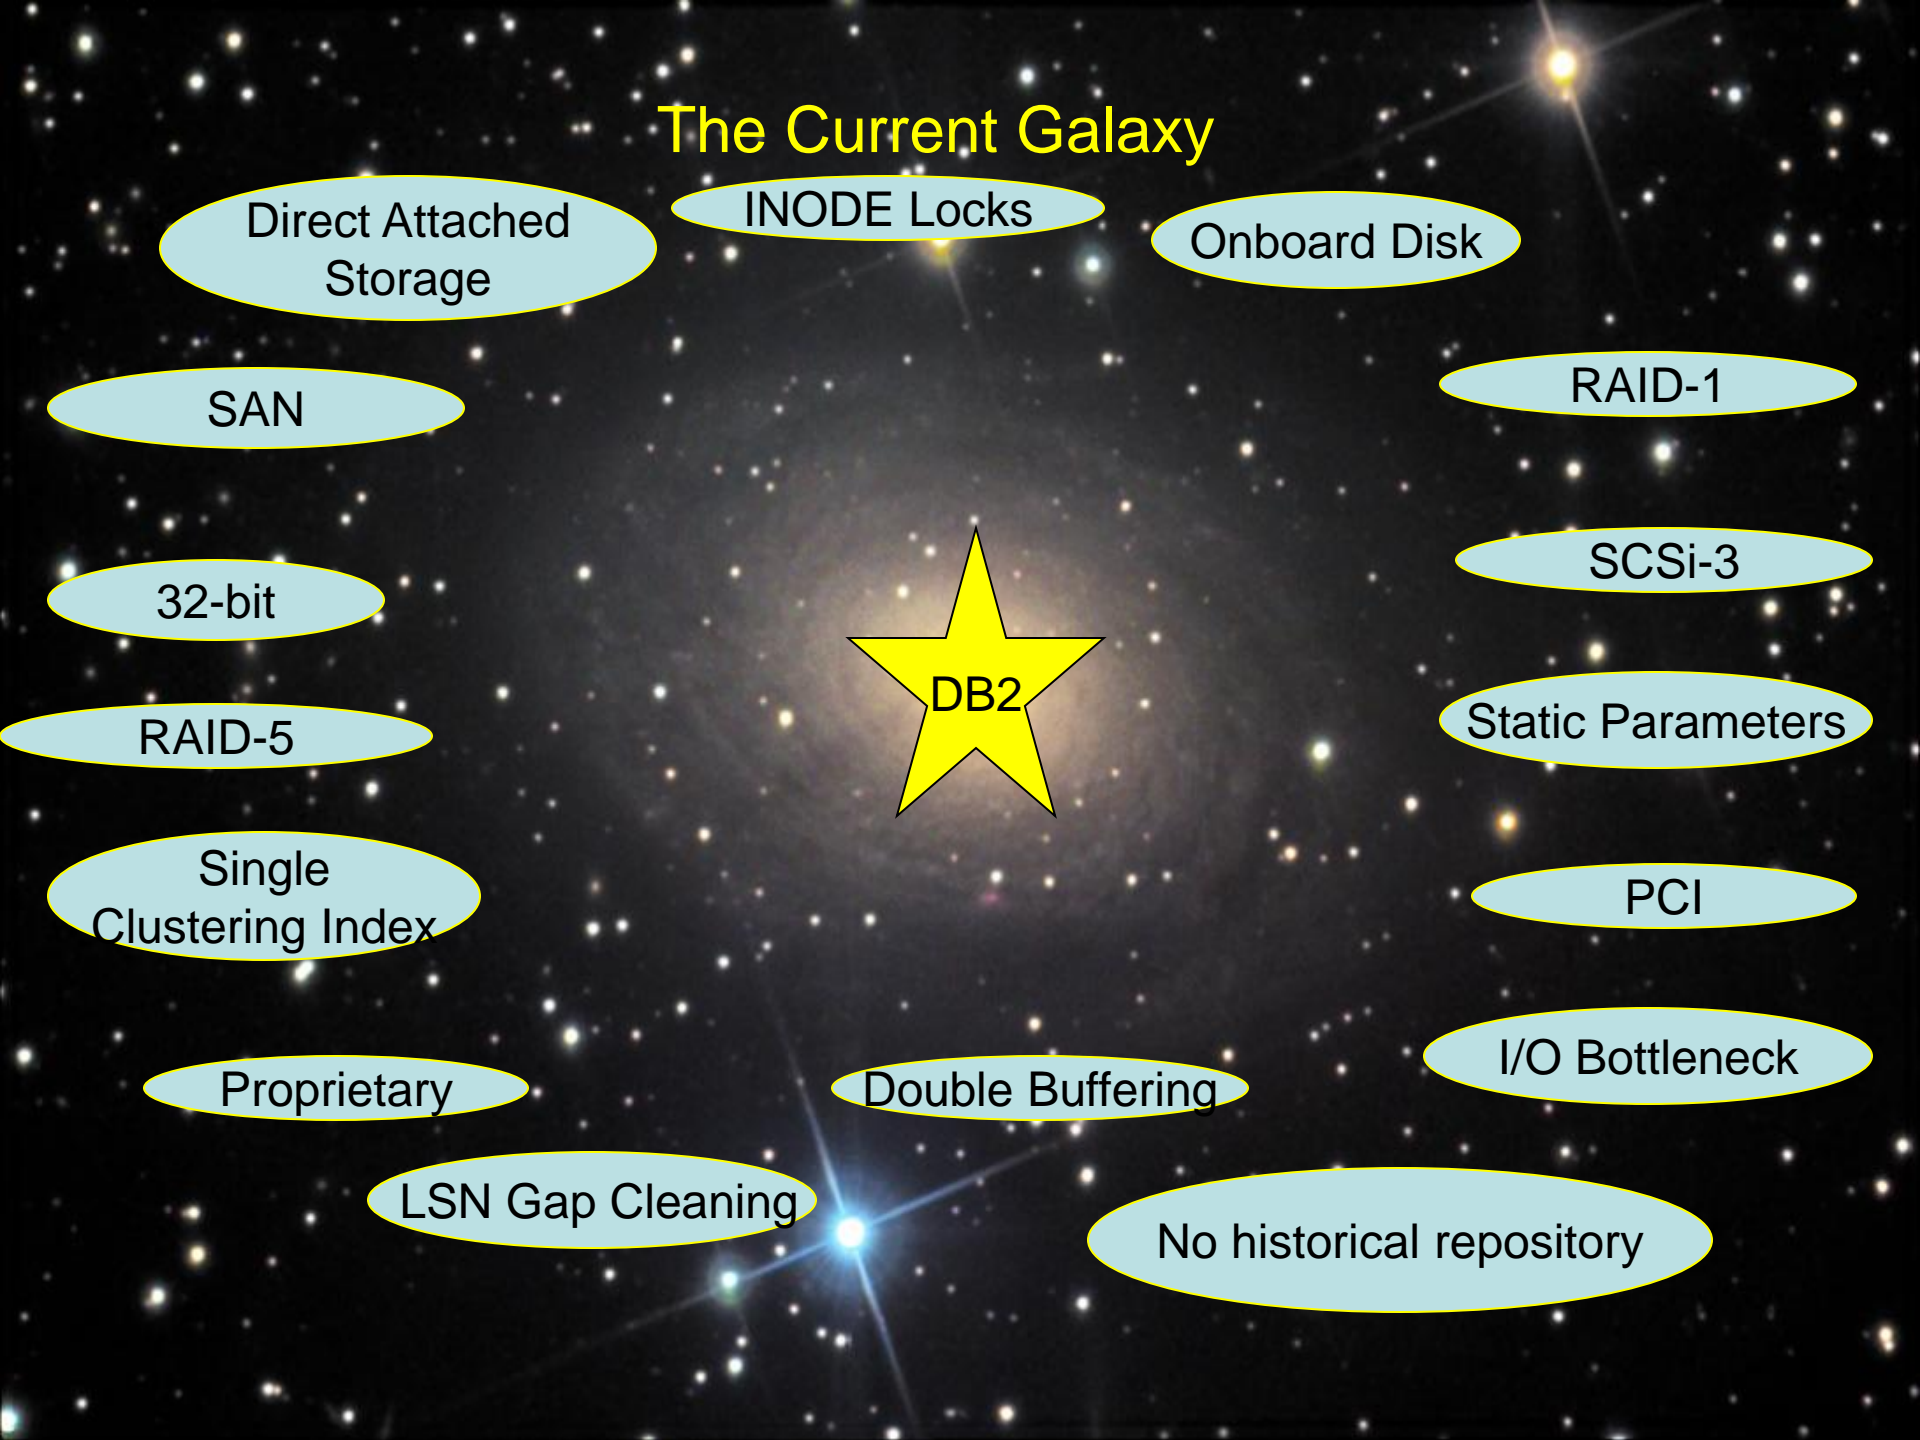 The Current Galaxy
Direct Attached
Storage
INODE Locks
Onboard Disk
SAN
RAID-1
32-bit
SCSi-3
DB2
RAID-5
Static Parameters
Single
Clustering Index
PCI
I/O Bottleneck
Proprietary
Double Buffering
LSN Gap Cleaning
No historical repository